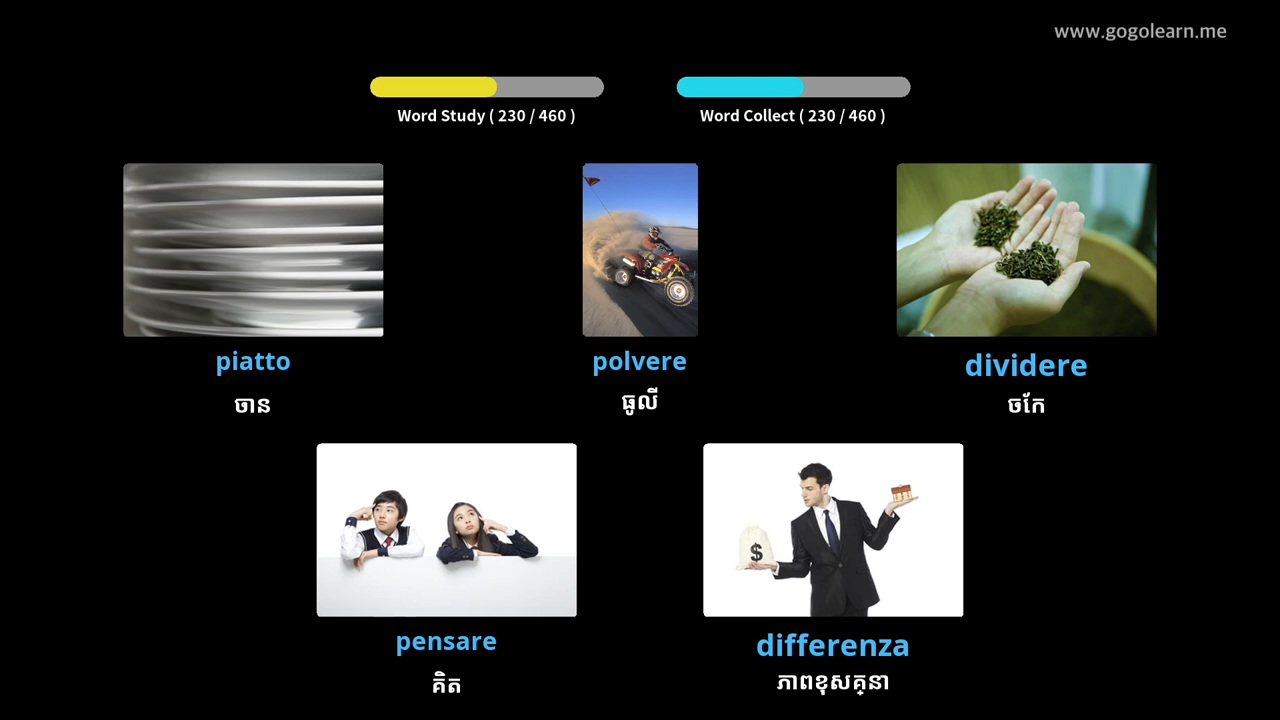 www.gogolearn.me
Word Study ( 230 / 460 )
Word Collect ( 230 / 460 )
piatto
ចាន
polvere
ធូលី
dividere
ចកែ
pensare
គិត
differenza
ភាពខុសគ្នា
$